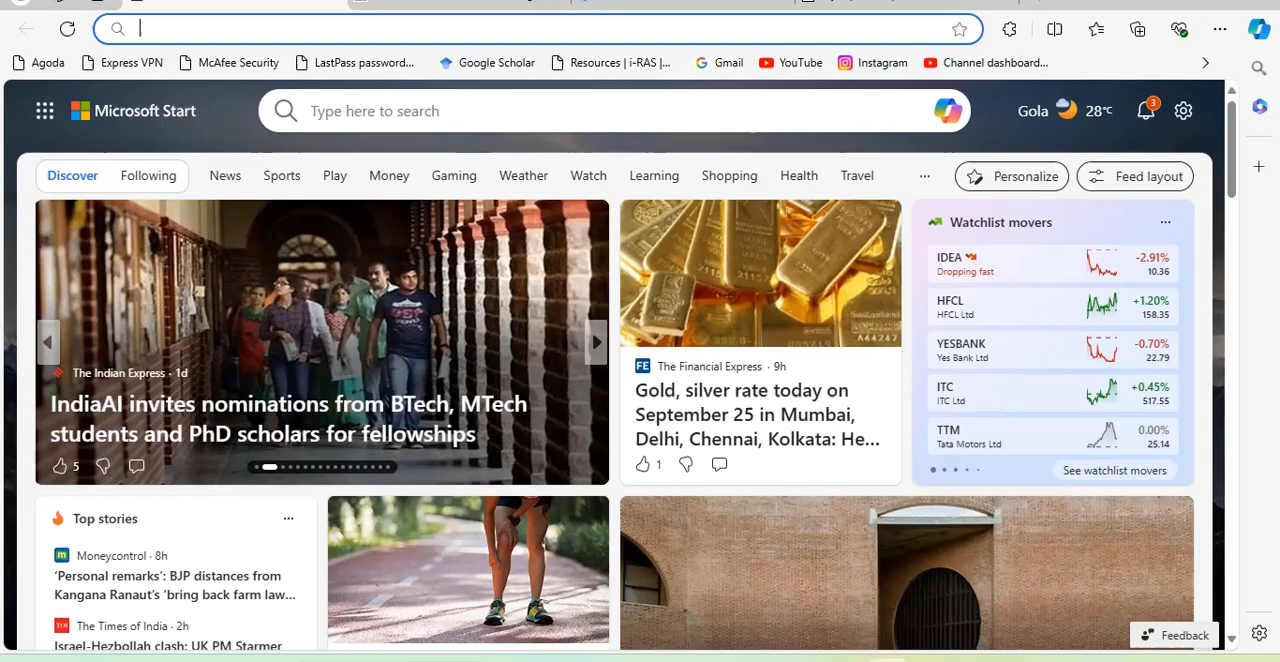 Agoda
Express VPN
McAfee Security
LastPass password...
Google Scholar
Resources | i-RAS |...
Gmail
YouTube
Instagram
Channel dashboard...
Microsoft Start
Type here to search
Gola
28°C
3
Discover
Following
News
Sports
Play
Money
Gaming
Weather
Watch
Learning
Shopping
Health
Travel
...
Personalize
Feed layout
The Indian Express · 1d
IndiaAI invites nominations from BTech, MTech
students and PhD scholars for fellowships
5
FE The Financial Express · 9h
Gold, silver rate today on
September 25 in Mumbai,
Delhi, Chennai, Kolkata: He...
1
Watchlist movers
IDEA
-2.91%
Dropping fast
10.36
HFCL
+1.20%
HFCL Ltd
158.35
YESBANK
-0.70%
Yes Bank Ltd
22.79
ITC
+0.45%
ITC Ltd
517.55
TTM
0.00%
Tata Motors Ltd
25.14
See watchlist movers
Top stories
m Moneycontrol · 8h
‘Personal remarks’: BJP distances from
Kangana Ranaut’s ‘bring back farm law...
TOI The Times of India · 2h
Israel-Hezbollah clash: UK PM Starmer
Feedback